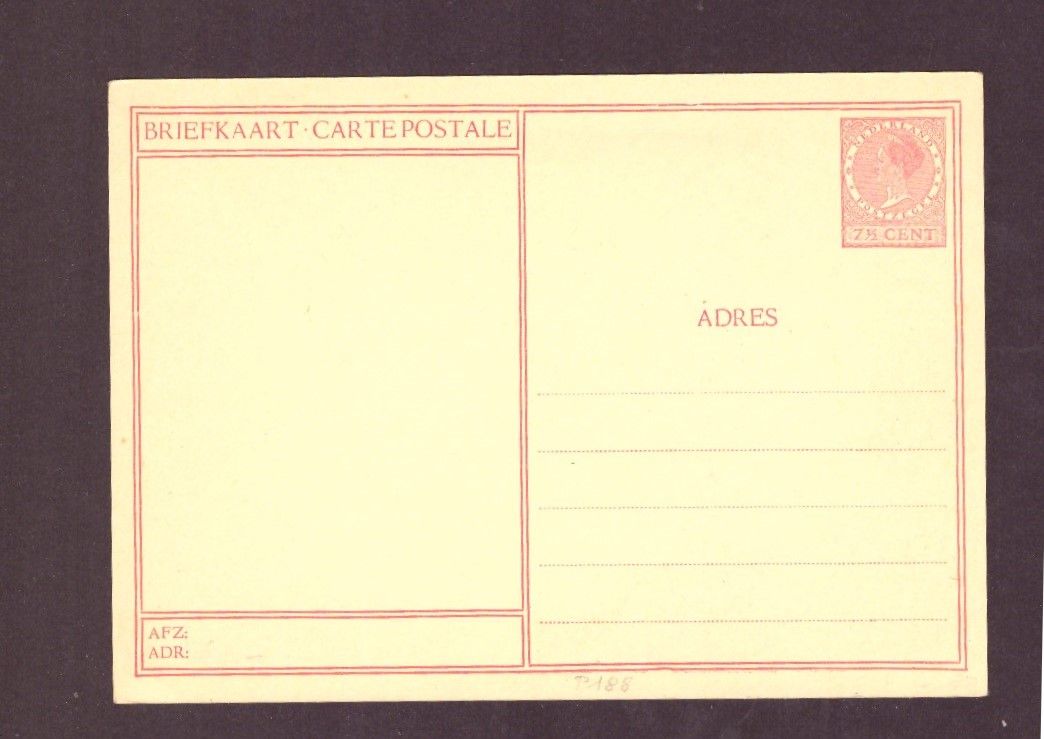 BRIEFKAART · CARTE POSTALE
NEDERLAND
POSTZEGEL
7½ CENT
ADRES
AFZ:
ADR:
P188